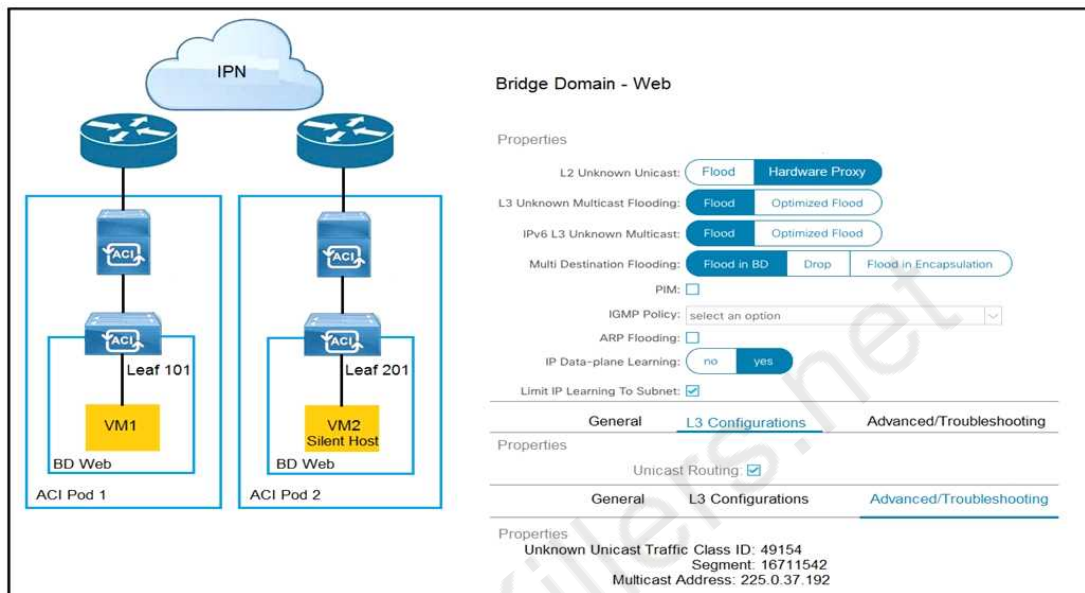 IPN
ACI
ACI
ACI
ACI
Leaf 101
Leaf 201
VM1
VM2
Silent Host
BD Web
BD Web
ACI Pod 1
ACI Pod 2
Bridge Domain - Web
Properties
L2 Unknown Unicast: Flood Hardware Proxy
L3 Unknown Multicast Flooding: Flood Optimized Flood
IPv6 L3 Unknown Multicast: Flood Optimized Flood
Multi Destination Flooding: Flood in BD Drop Flood in Encapsulation
PIM:
IGMP Policy: select an option
ARP Flooding:
IP Data-plane Learning: no yes
Limit IP Learning To Subnet:
General L3 Configurations Advanced/Troubleshooting
Properties
Unicast Routing:
General L3 Configurations Advanced/Troubleshooting
Properties
Unknown Unicast Traffic Class ID: 49154
Segment: 16711542
Multicast Address: 225.0.37.192